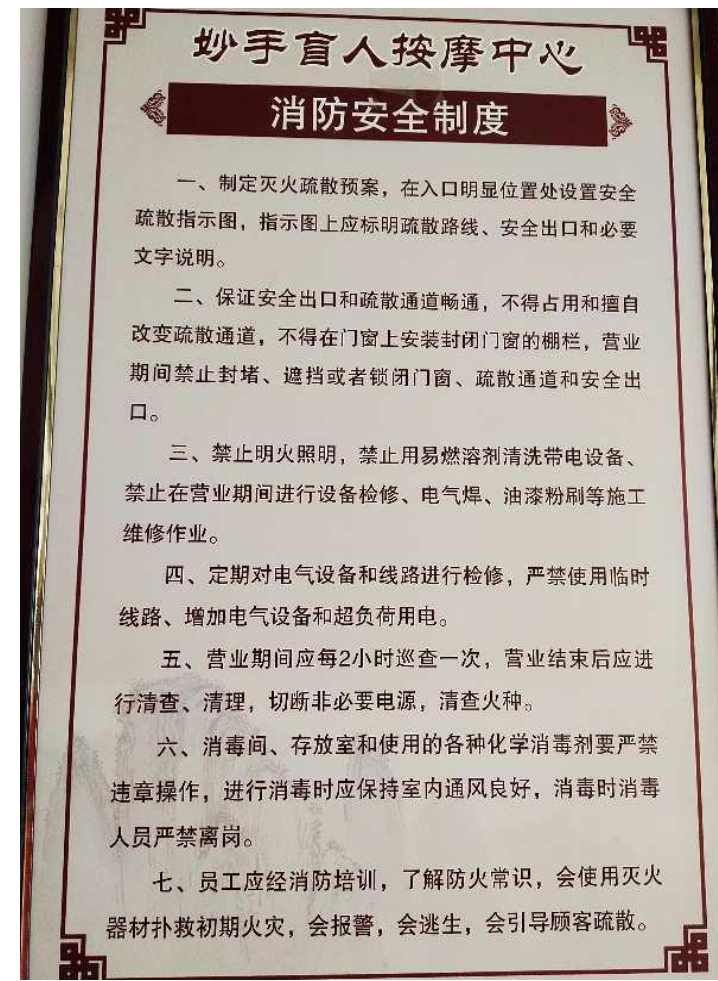 妙手盲人按摩中心
消防安全制度
一、制定灭火疏散预案，在入口明显位置处设置安全
疏散指示图，指示图上应标明疏散路线、安全出口和必要
文字说明。
二、保证安全出口和疏散通道畅通，不得占用和擅自
改变疏散通道，不得在门窗上安装封闭门窗的栅栏，营业
期间禁止封堵、遮挡或者锁闭门窗、疏散通道和安全出
口。
三、禁止明火照明，禁止用易燃溶剂清洗带电设备、
禁止在营业期间进行设备检修、电气焊、油漆粉刷等施工
维修作业。
四、定期对电气设备和线路进行检修，严禁使用临时
线路、增加电气设备和超负荷用电。
五、营业期间应每2小时巡查一次，营业结束后应进
行清查、清理，切断非必要电源，清查火种。
六、消毒间、存放室和使用的各种化学消毒剂要严禁
违章操作，进行消毒时应保持室内通风良好，消毒时消毒
人员严禁离岗。
七、员工应经消防培训，了解防火常识，会使用灭火
器材扑救初期火灾，会报警，会逃生，会引导顾客疏散。